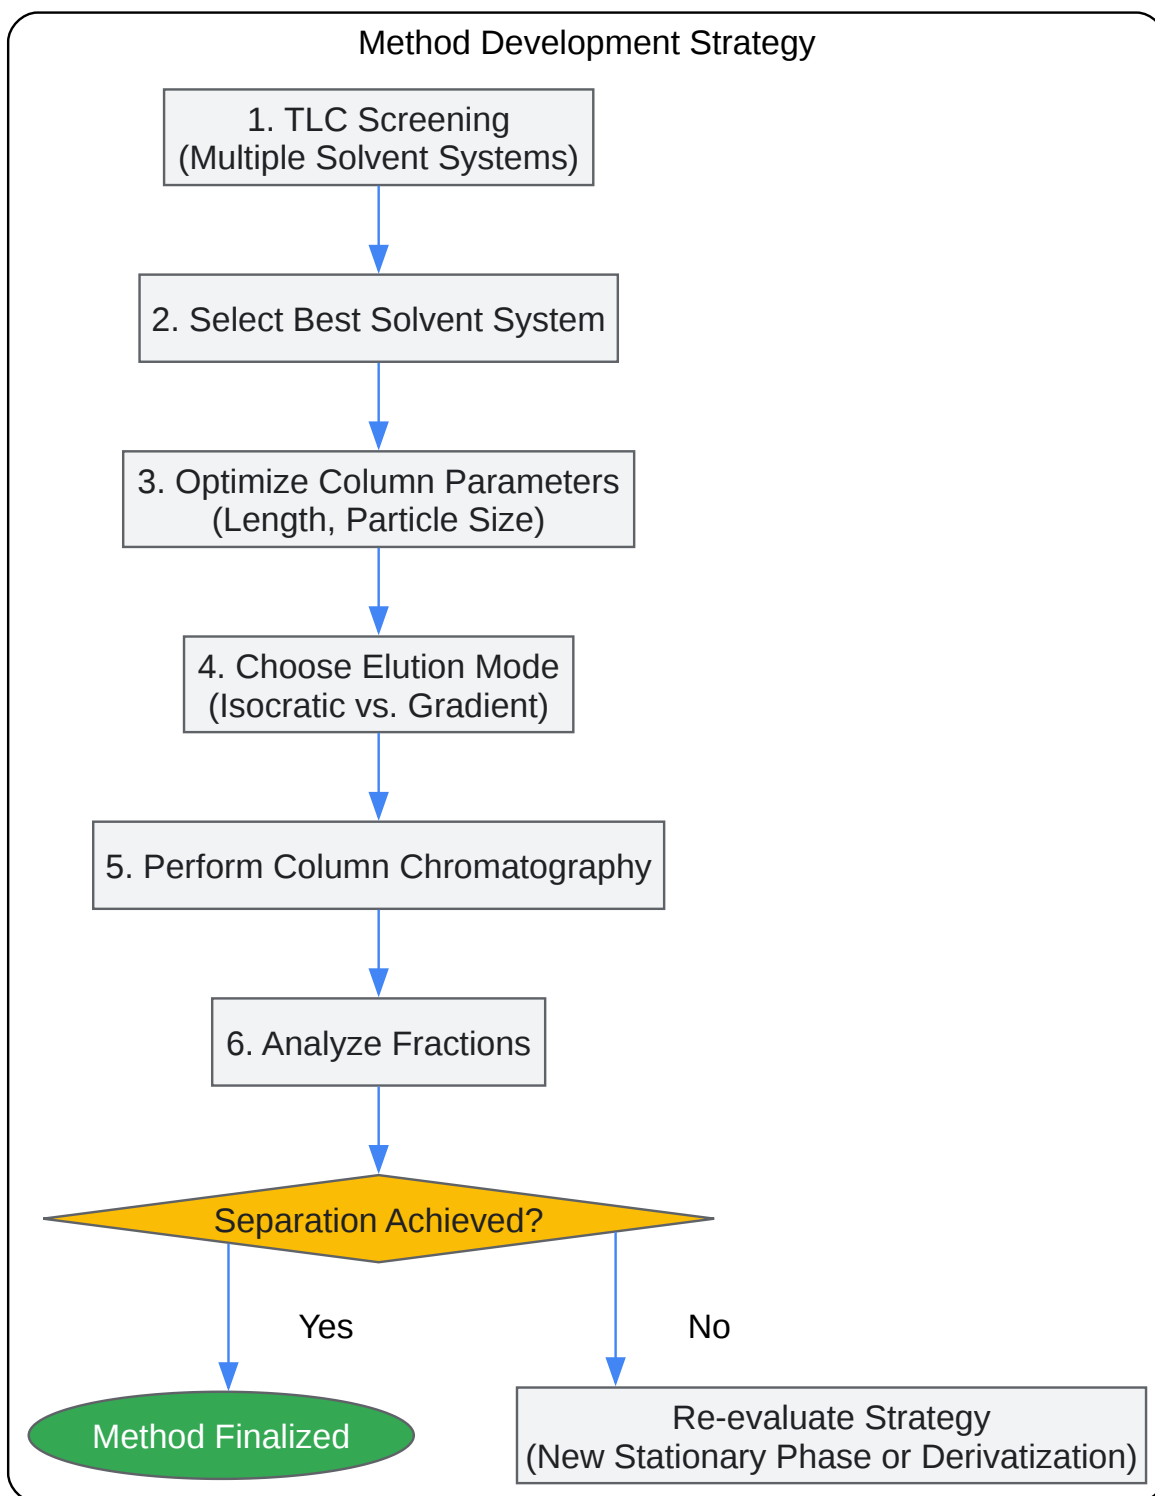 Method Development Strategy
1. TLC Screening
(Multiple Solvent Systems)
2. Select Best Solvent System
3. Optimize Column Parameters
(Length, Particle Size)
4. Choose Elution Mode
(Isocratic vs. Gradient)
5. Perform Column Chromatography
6. Analyze Fractions
Separation Achieved?
Yes
No
Method Finalized
Re-evaluate Strategy
(New Stationary Phase or Derivatization)